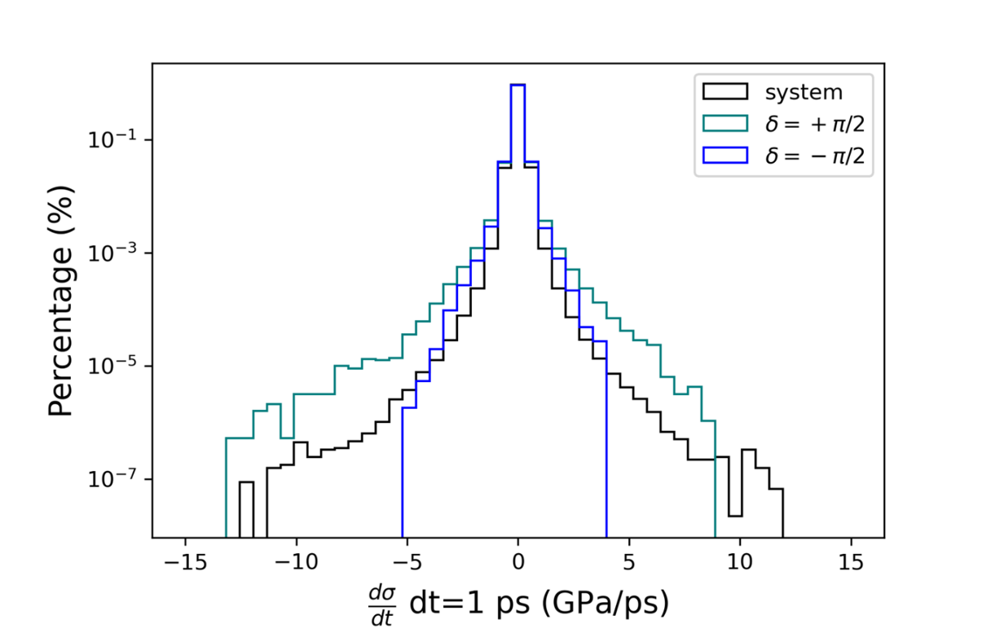 system
δ = + π/2
δ = − π/2
Percentage (%)
10⁻¹
10⁻³
10⁻⁵
10⁻⁷
−15 −10 −5 0 5 10 15
dσ/dt dt=1 ps (GPa/ps)